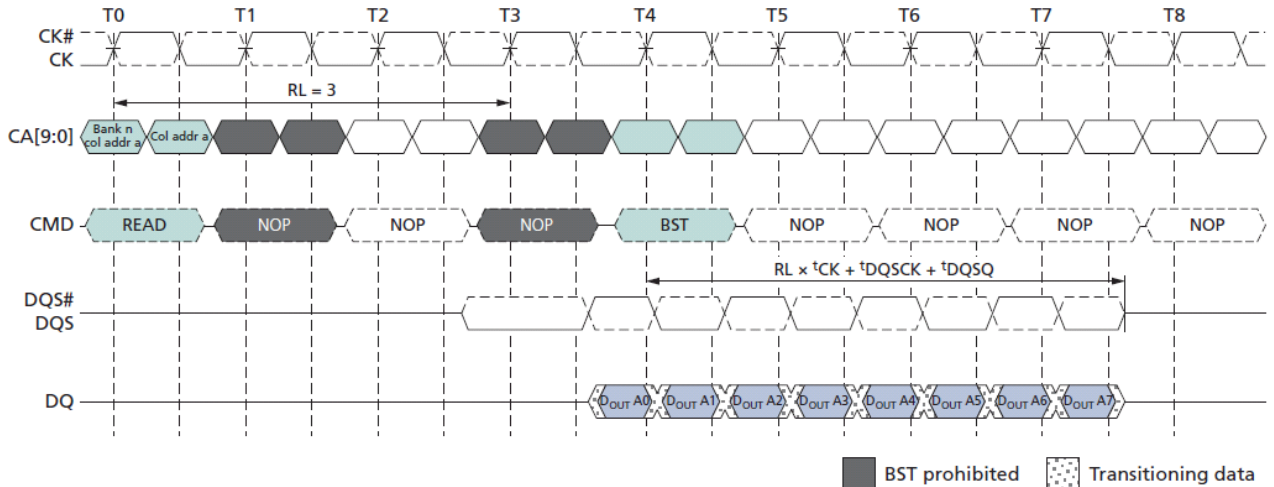 T0 T1 T2 T3 T4 T5 T6 T7 T8
CK#
CK
RL = 3
CA[9:0]
Bank n
col addr a
Col addr a
CMD READ NOP NOP NOP BST NOP NOP NOP NOP
RL × tCK + tDQSCK + tDQSQ
DQS#
DQS
DQ DOUT A0 DOUT A1 DOUT A2 DOUT A3 DOUT A4 DOUT A5 DOUT A6 DOUT A7
BST prohibited Transitioning data